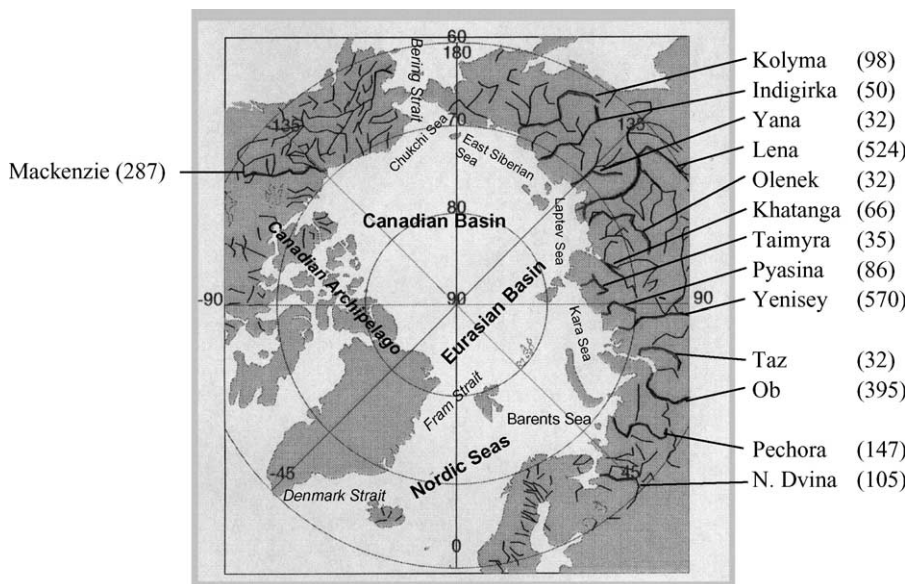 60
180
Bering Strait
70
-135
135
Chukchi Sea
East Siberian
Sea
Kolyma (98)
Indigirka (50)
Yana (32)
Lena (524)
Olenek (32)
Khatanga (66)
Taimyra (35)
Pyasina (86)
Yenisey (570)
Taz (32)
Ob (395)
Pechora (147)
N. Dvina (105)
Mackenzie (287)
80
Canadian Basin
Laptev Sea
Canadian Archipelago
-90
90
90
Eurasian Basin
Kara Sea
Fram Strait
Barents Sea
Nordic Seas
-45
45
Denmark Strait
0